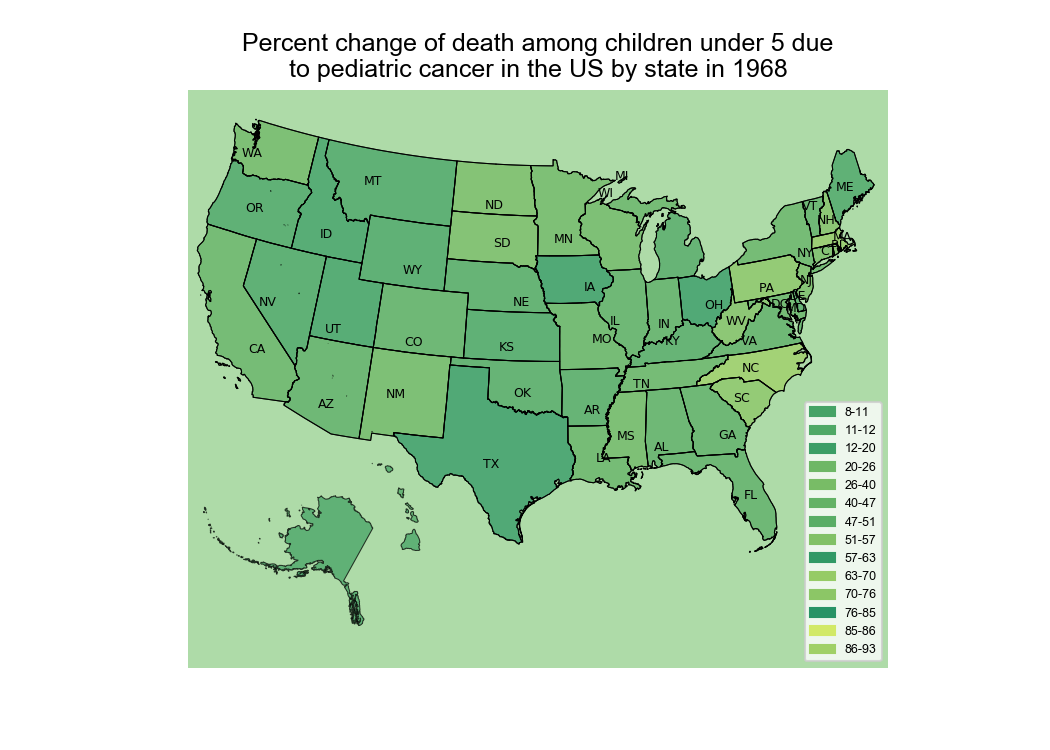 Percent change of death among children under 5 due
to pediatric cancer in the US by state in 1968
WA
MT
ND
MN
WI
MI
ME
VT
NH
MA
OR
ID
SD
WY
NY
CT
NJ
PA
IA
NE
NV
UT
CO
CA
IL
IN
OH
WV
VA
DC
DE
MD
KS
MO
KY
NC
TN
SC
AZ
NM
OK
AR
MS
AL
GA
LA
TX
FL
8-11
11-12
12-20
20-26
26-40
40-47
47-51
51-57
57-63
63-70
70-76
76-85
85-86
86-93